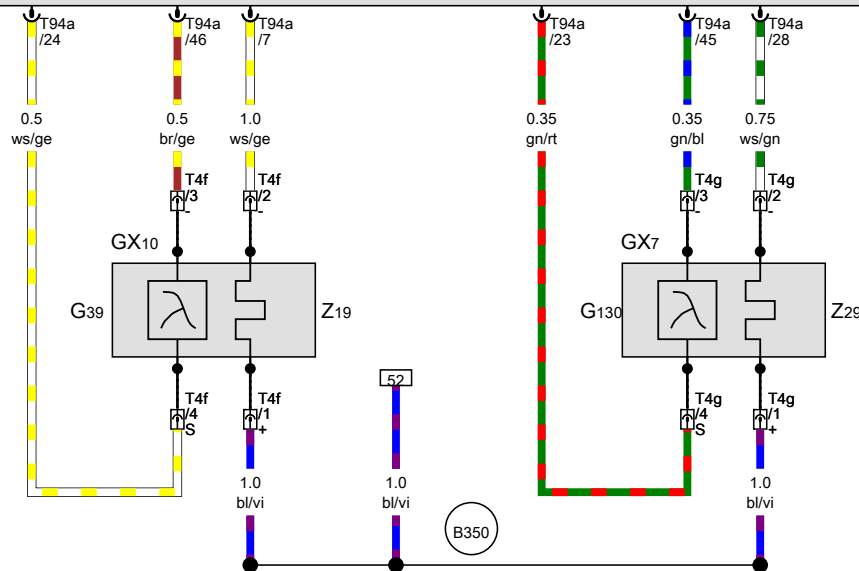 T94a
/24
T94a
/46
T94a
/7
T94a
/23
T94a
/45
T94a
/28
0.5
ws/ge
0.5
br/ge
1.0
ws/ge
0.35
gn/rt
0.35
gn/bl
0.75
ws/gn
T4f
/3
-
T4f
/2
-
T4g
/3
-
T4g
/2
-
GX10
GX7
G39
Z19
G130
Z29
52
T4f
/4
S
T4f
/1
+
T4g
/4
S
T4g
/1
+
1.0
bl/vi
1.0
bl/vi
1.0
bl/vi
B350